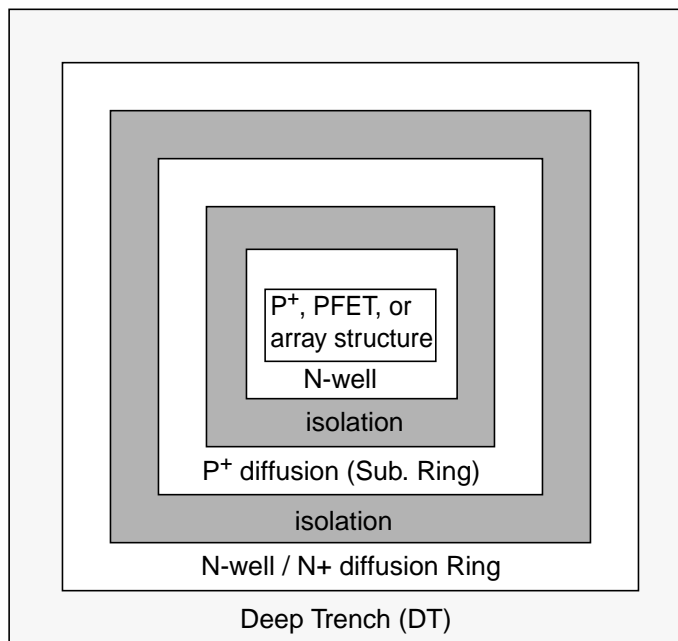 P⁺, PFET, or
array structure
N-well
isolation
P⁺ diffusion (Sub. Ring)
isolation
N-well / N+ diffusion Ring
Deep Trench (DT)